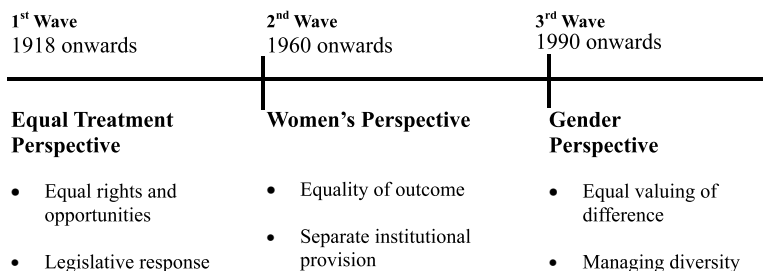 1st Wave
1918 onwards
2nd Wave
1960 onwards
3rd Wave
1990 onwards
Equal Treatment
Perspective
• Equal rights and
opportunities
• Legislative response
Women’s Perspective
• Equality of outcome
• Separate institutional
provision
Gender
Perspective
• Equal valuing of
difference
• Managing diversity